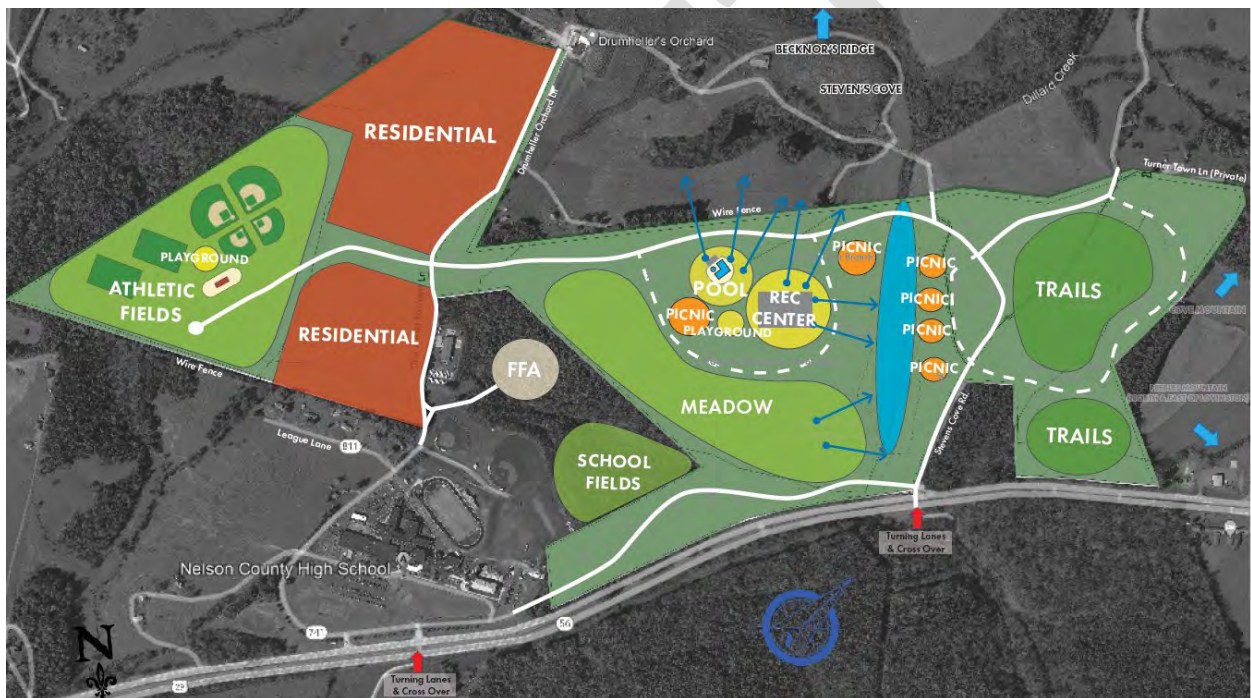 BECKNOR'S RIDGE
Drumheller's Orchard
STEVEN'S COVE
Dillard Creek
RESIDENTIAL
Drumheller Orchard Ln
Turner Town Ln (Private)
Wire Fence
PLAYGROUND
ATHLETIC
FIELDS
PICNIC
PICNIC
POOL
REC
CENTER
PICNIC
PLAYGROUND
PICNIC
PICNIC
PICNIC
TRAILS
COVE MOUNTAIN
RESIDENTIAL
Wire Fence
FFA
MEADOW
Stevens Cove Rd.
TRAILS
League Lane
811
SCHOOL
FIELDS
Nelson County High School
Turning Lanes
& Cross Over
56
29
N
Turning Lanes
& Cross Over